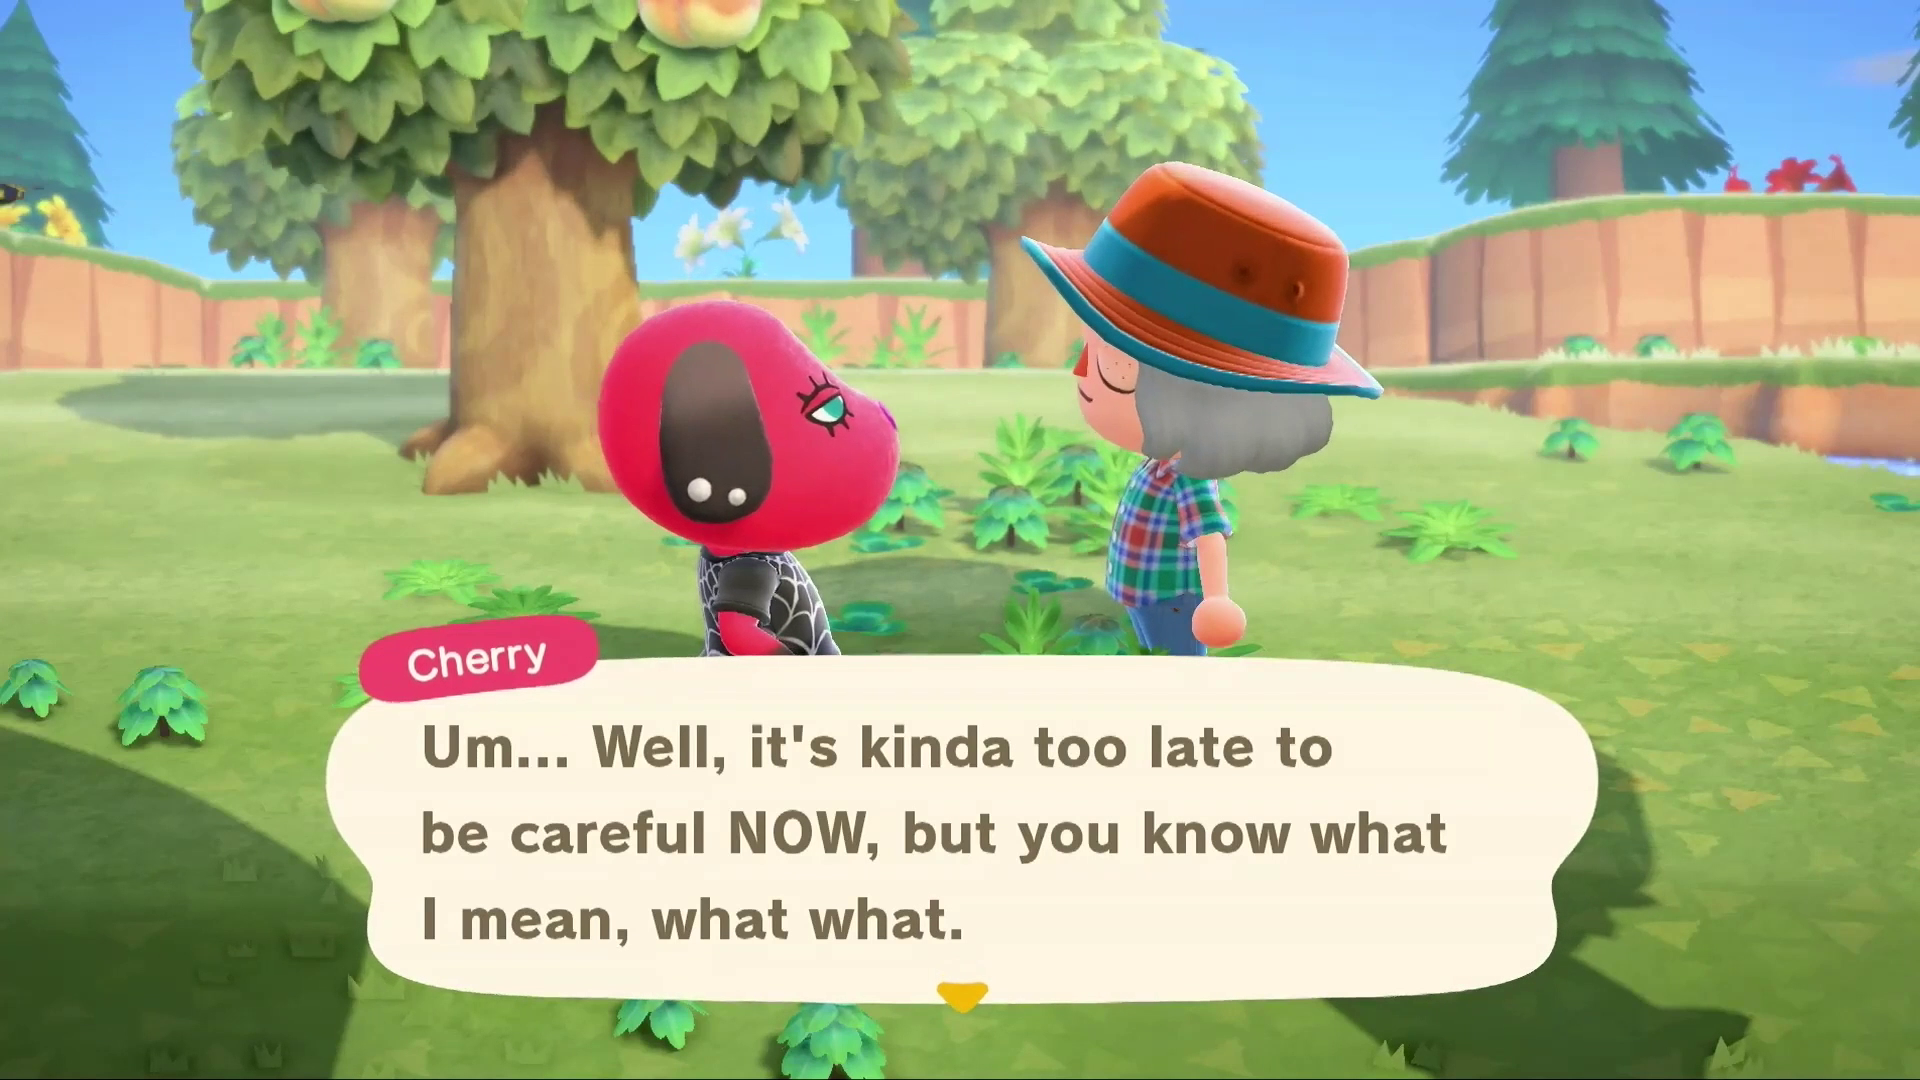 Cherry
Um... Well, it's kinda too late to
be careful NOW, but you know what
I mean, what what.